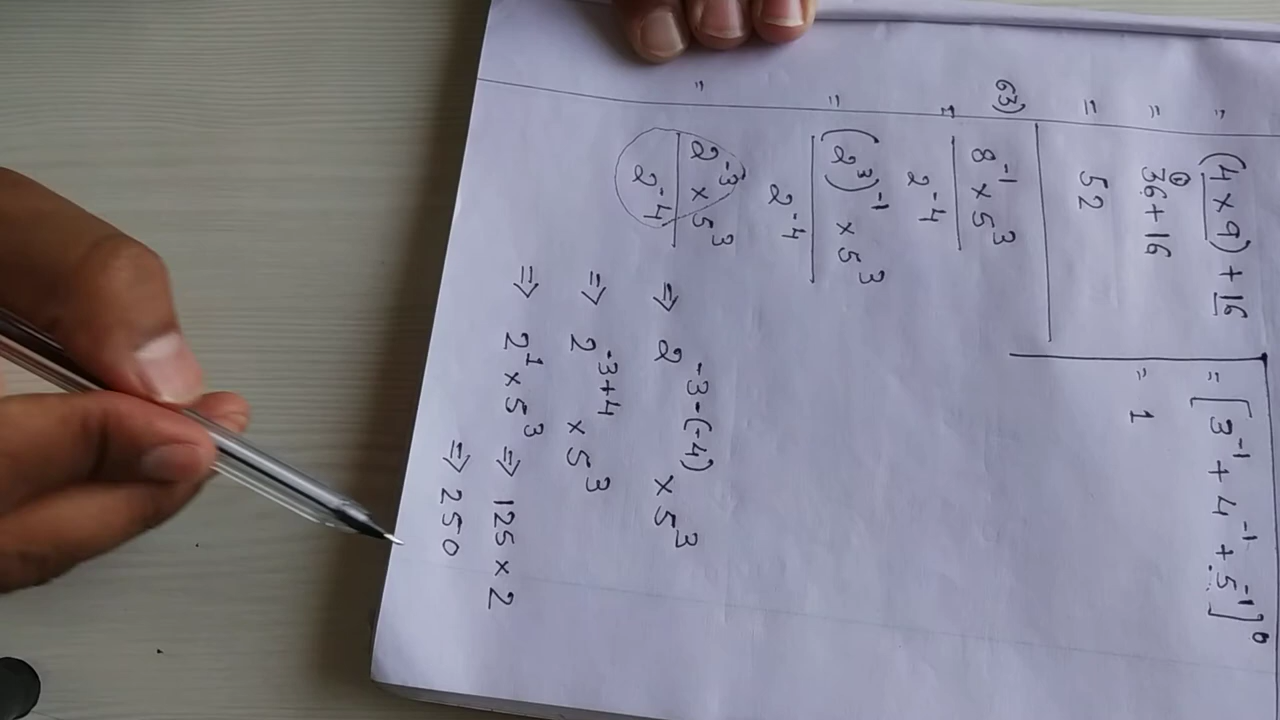 = (4 × 9) + 16
= 36 + 16
= 52
= [3⁻¹ + 4⁻¹ + 5⁻¹]⁰
= 1
63) 8⁻¹ × 5³
= 2⁻⁴
= (2³)⁻¹ × 5³
2⁻⁴
= 2⁻³ × 5³
2⁻⁴
⇒ 2⁻³⁻⁽⁻⁴⁾ × 5³
⇒ 2⁻³⁺⁴ × 5³
⇒ 2¹ × 5³ ⇒ 125 × 2
⇒ 250